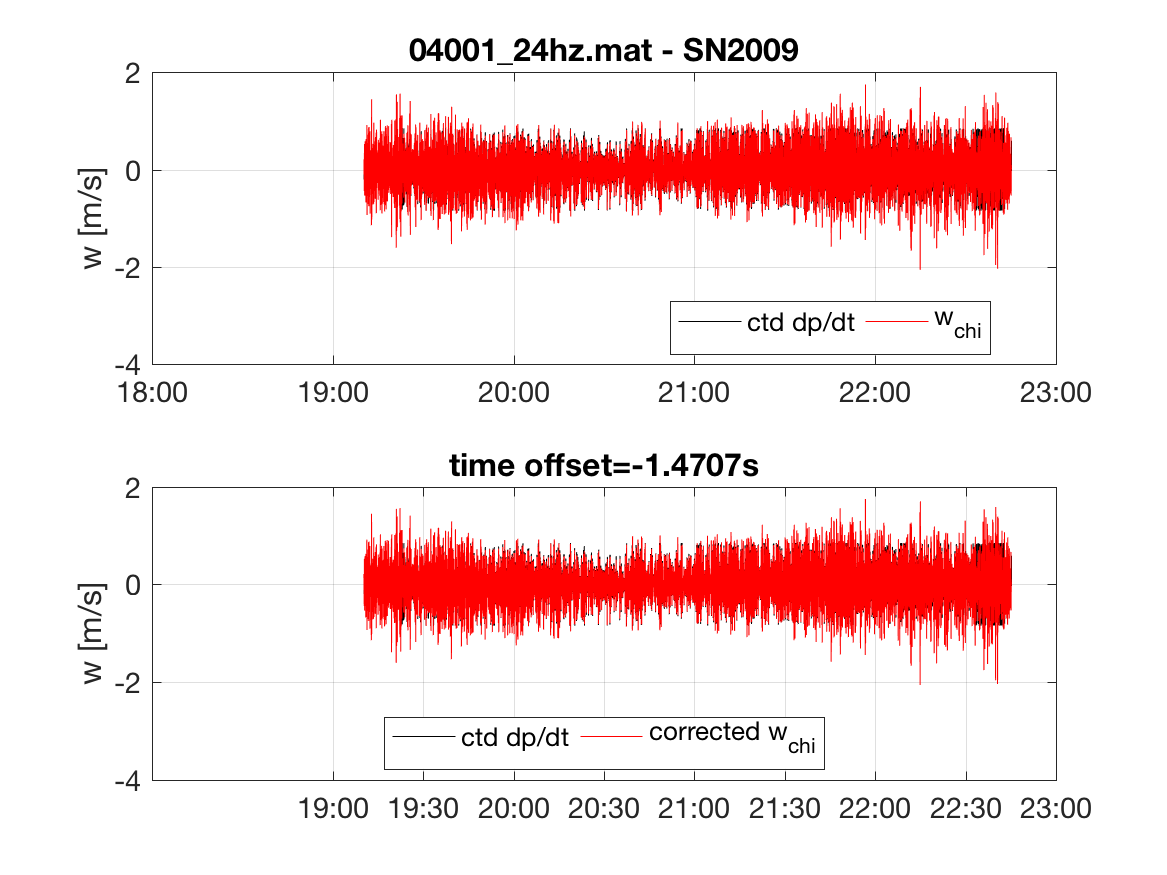 04001_24hz.mat - SN2009
2
0
-2
-4
w [m/s]
ctd dp/dt w_chi
18:00 19:00 20:00 21:00 22:00 23:00
time offset=-1.4707s
2
0
-2
-4
w [m/s]
ctd dp/dt corrected w_chi
19:00 19:30 20:00 20:30 21:00 21:30 22:00 22:30 23:00